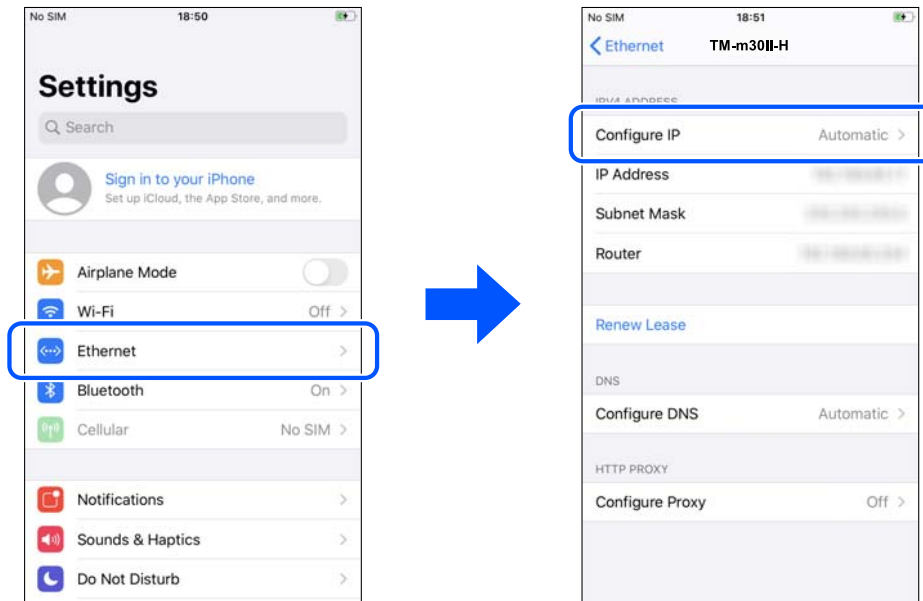 No SIM 18:50
Settings
Search
Sign in to your iPhone
Set up iCloud, the App Store, and more.
Airplane Mode
Wi-Fi Off
Ethernet
Bluetooth On
Cellular No SIM
Notifications
Sounds & Haptics
Do Not Disturb
No SIM 18:51
Ethernet TM-m30II-H
IPV4 ADDRESS
Configure IP Automatic
IP Address
Subnet Mask
Router
Renew Lease
DNS
Configure DNS Automatic
HTTP PROXY
Configure Proxy Off